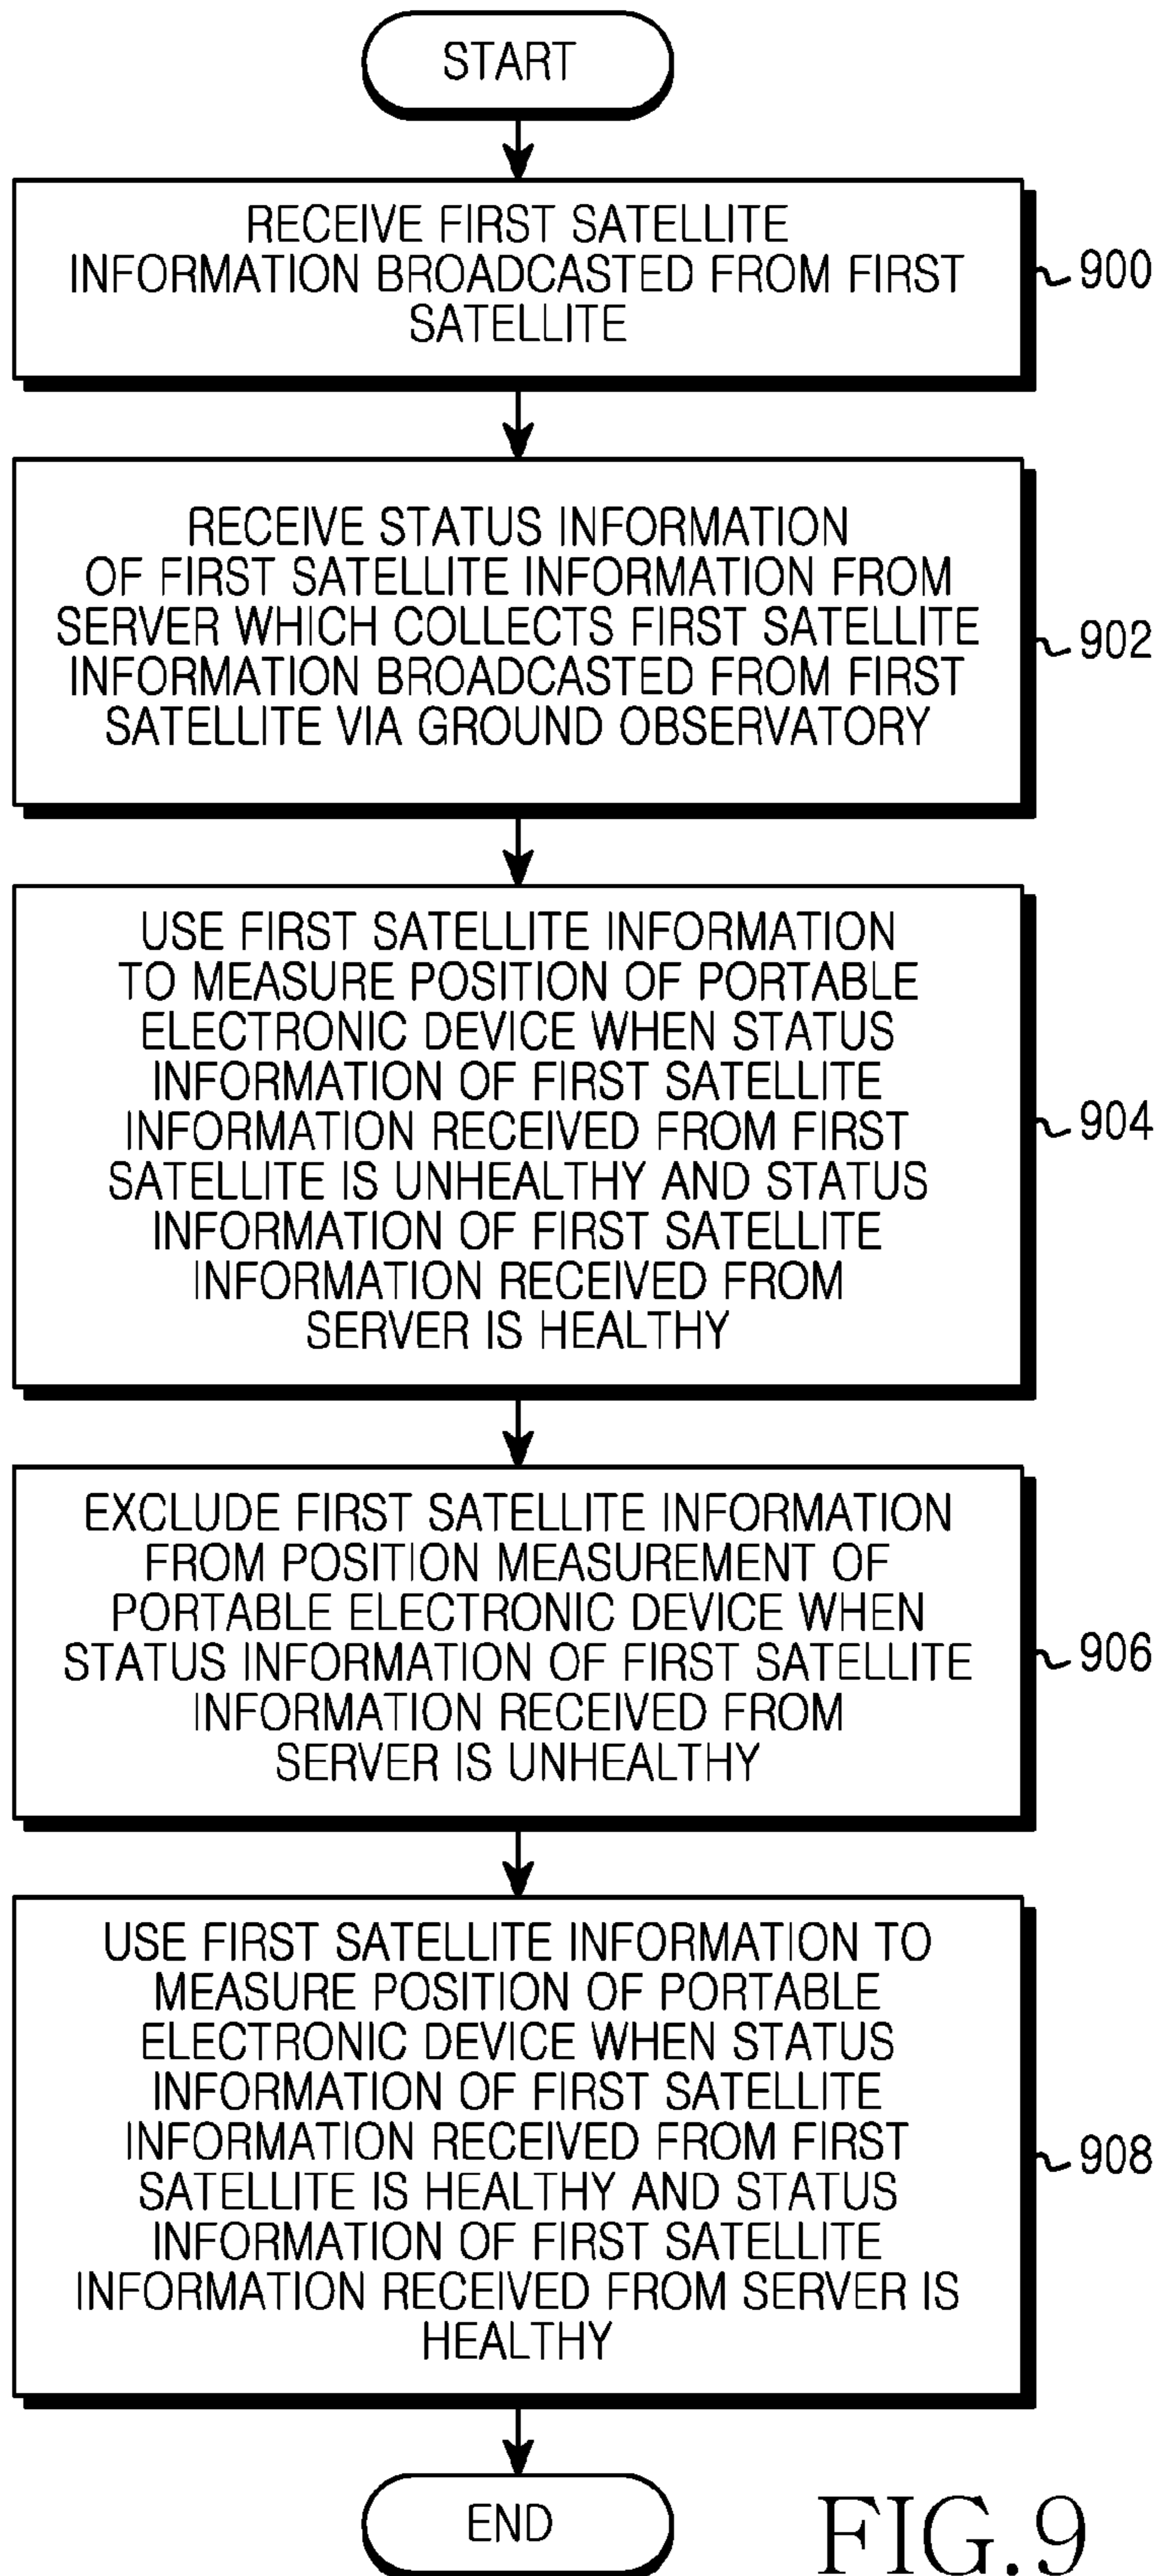 START
RECEIVE FIRST SATELLITE
INFORMATION BROADCASTED FROM FIRST
SATELLITE
900
RECEIVE STATUS INFORMATION
OF FIRST SATELLITE INFORMATION FROM
SERVER WHICH COLLECTS FIRST SATELLITE
INFORMATION BROADCASTED FROM FIRST
SATELLITE VIA GROUND OBSERVATORY
902
USE FIRST SATELLITE INFORMATION
TO MEASURE POSITION OF PORTABLE
ELECTRONIC DEVICE WHEN STATUS
INFORMATION OF FIRST SATELLITE
INFORMATION RECEIVED FROM FIRST
SATELLITE IS UNHEALTHY AND STATUS
INFORMATION OF FIRST SATELLITE
INFORMATION RECEIVED FROM
SERVER IS HEALTHY
904
EXCLUDE FIRST SATELLITE INFORMATION
FROM POSITION MEASUREMENT OF
PORTABLE ELECTRONIC DEVICE WHEN
STATUS INFORMATION OF FIRST SATELLITE
INFORMATION RECEIVED FROM
SERVER IS UNHEALTHY
906
USE FIRST SATELLITE INFORMATION TO
MEASURE POSITION OF PORTABLE
ELECTRONIC DEVICE WHEN STATUS
INFORMATION OF FIRST SATELLITE
INFORMATION RECEIVED FROM FIRST
SATELLITE IS HEALTHY AND STATUS
INFORMATION OF FIRST SATELLITE
INFORMATION RECEIVED FROM SERVER IS
HEALTHY
908
END
FIG.9